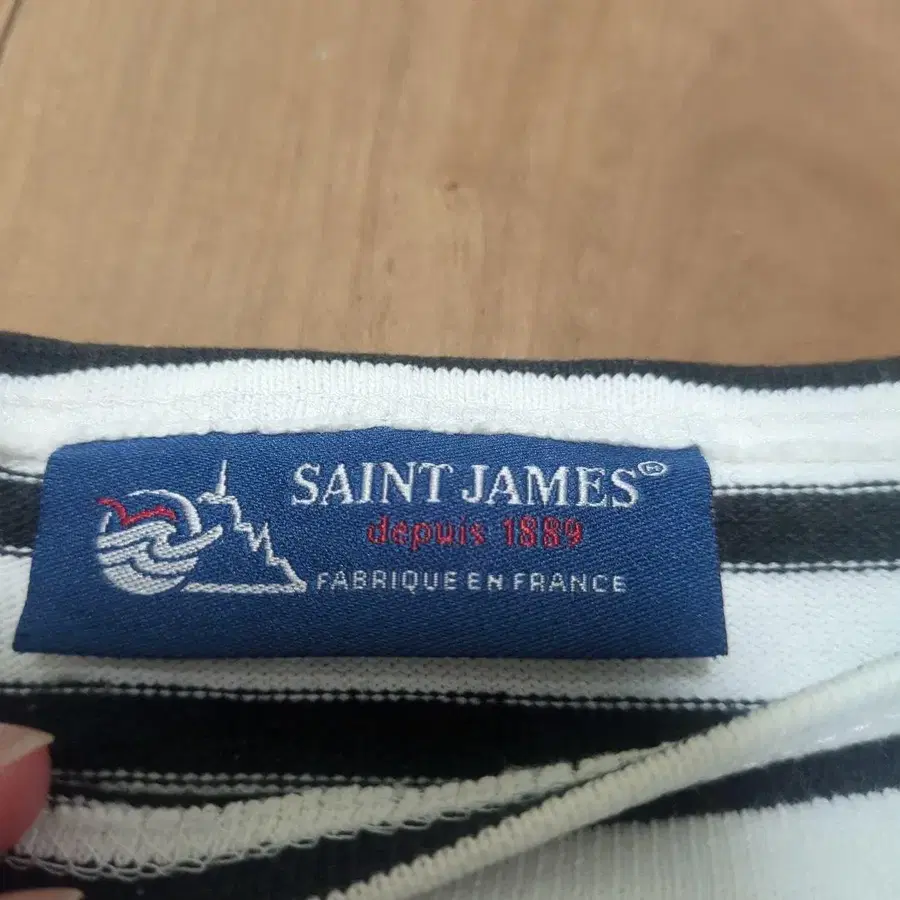 SAINT JAMES®
depuis 1889
FABRIQUE EN FRANCE